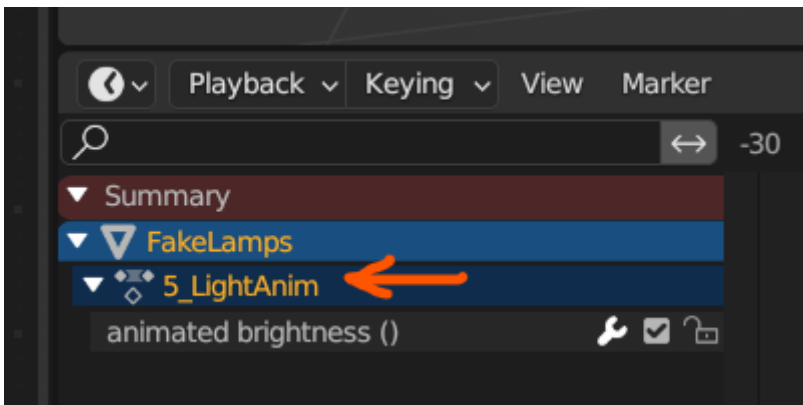 Playback Keying View Marker
-30
Summary
FakeLamps
5_LightAnim
animated brightness ()